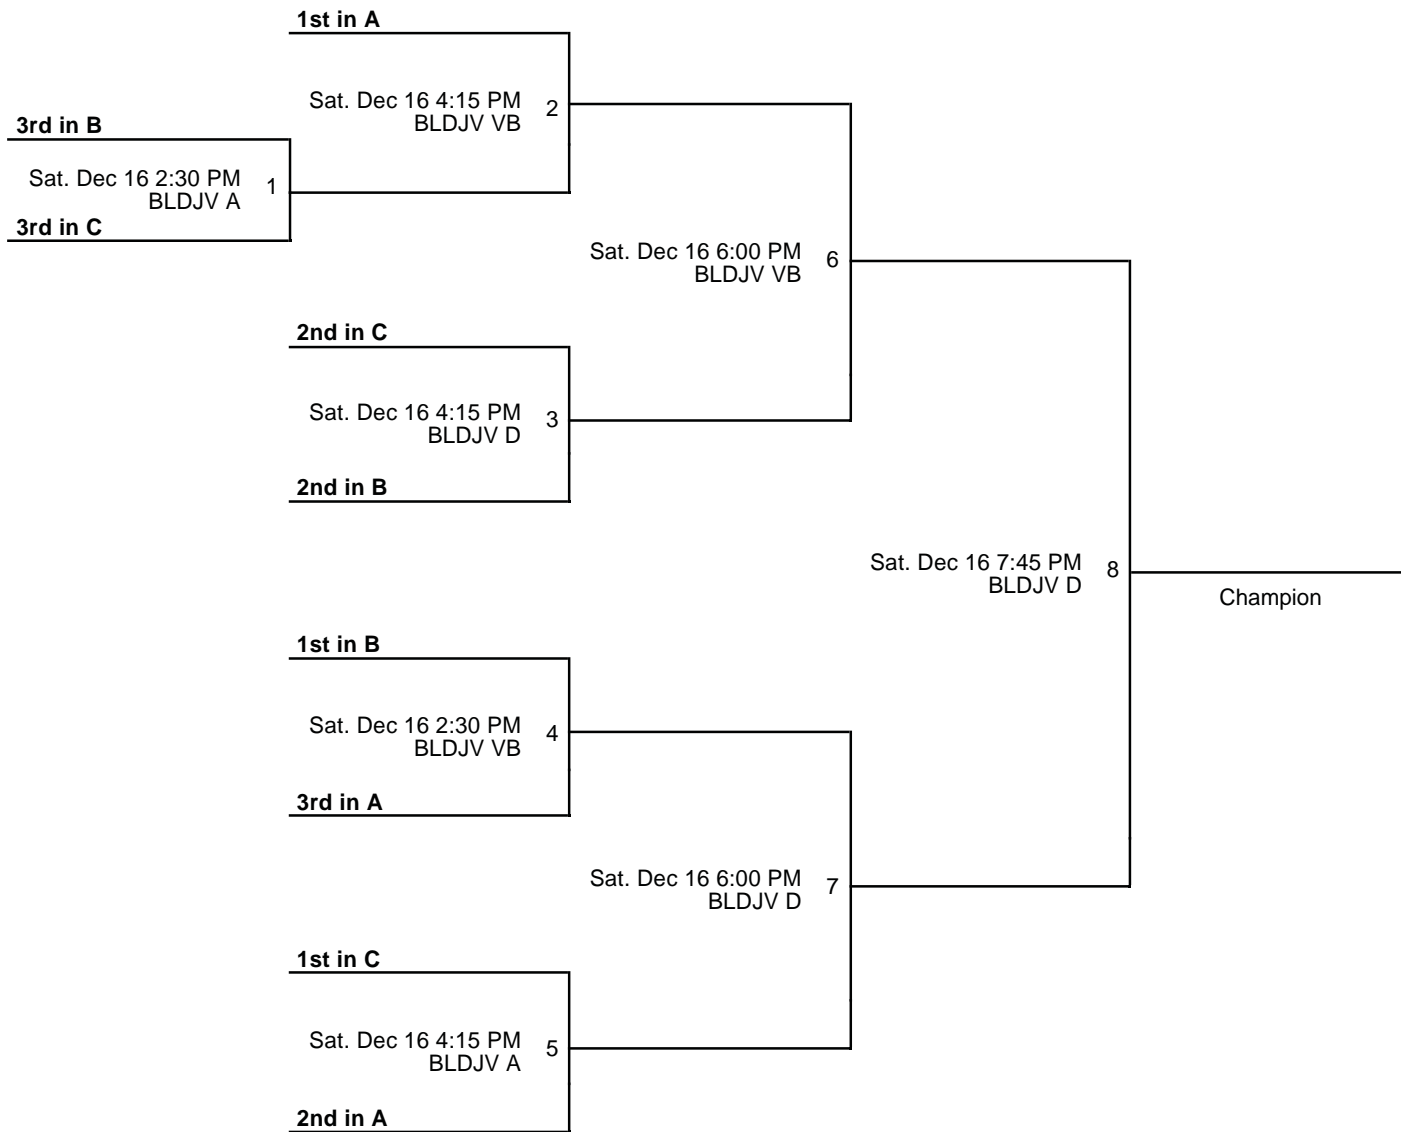 1st in A
Sat. Dec 16 4:15 PM
BLDJV VB
2
3rd in B
Sat. Dec 16 2:30 PM
BLDJV A
1
3rd in C
Sat. Dec 16 6:00 PM
BLDJV VB
6
2nd in C
Sat. Dec 16 4:15 PM
BLDJV D
3
2nd in B
Sat. Dec 16 7:45 PM
BLDJV D
8
Champion
1st in B
Sat. Dec 16 2:30 PM
BLDJV VB
4
3rd in A
Sat. Dec 16 6:00 PM
BLDJV D
7
1st in C
Sat. Dec 16 4:15 PM
BLDJV A
5
2nd in A